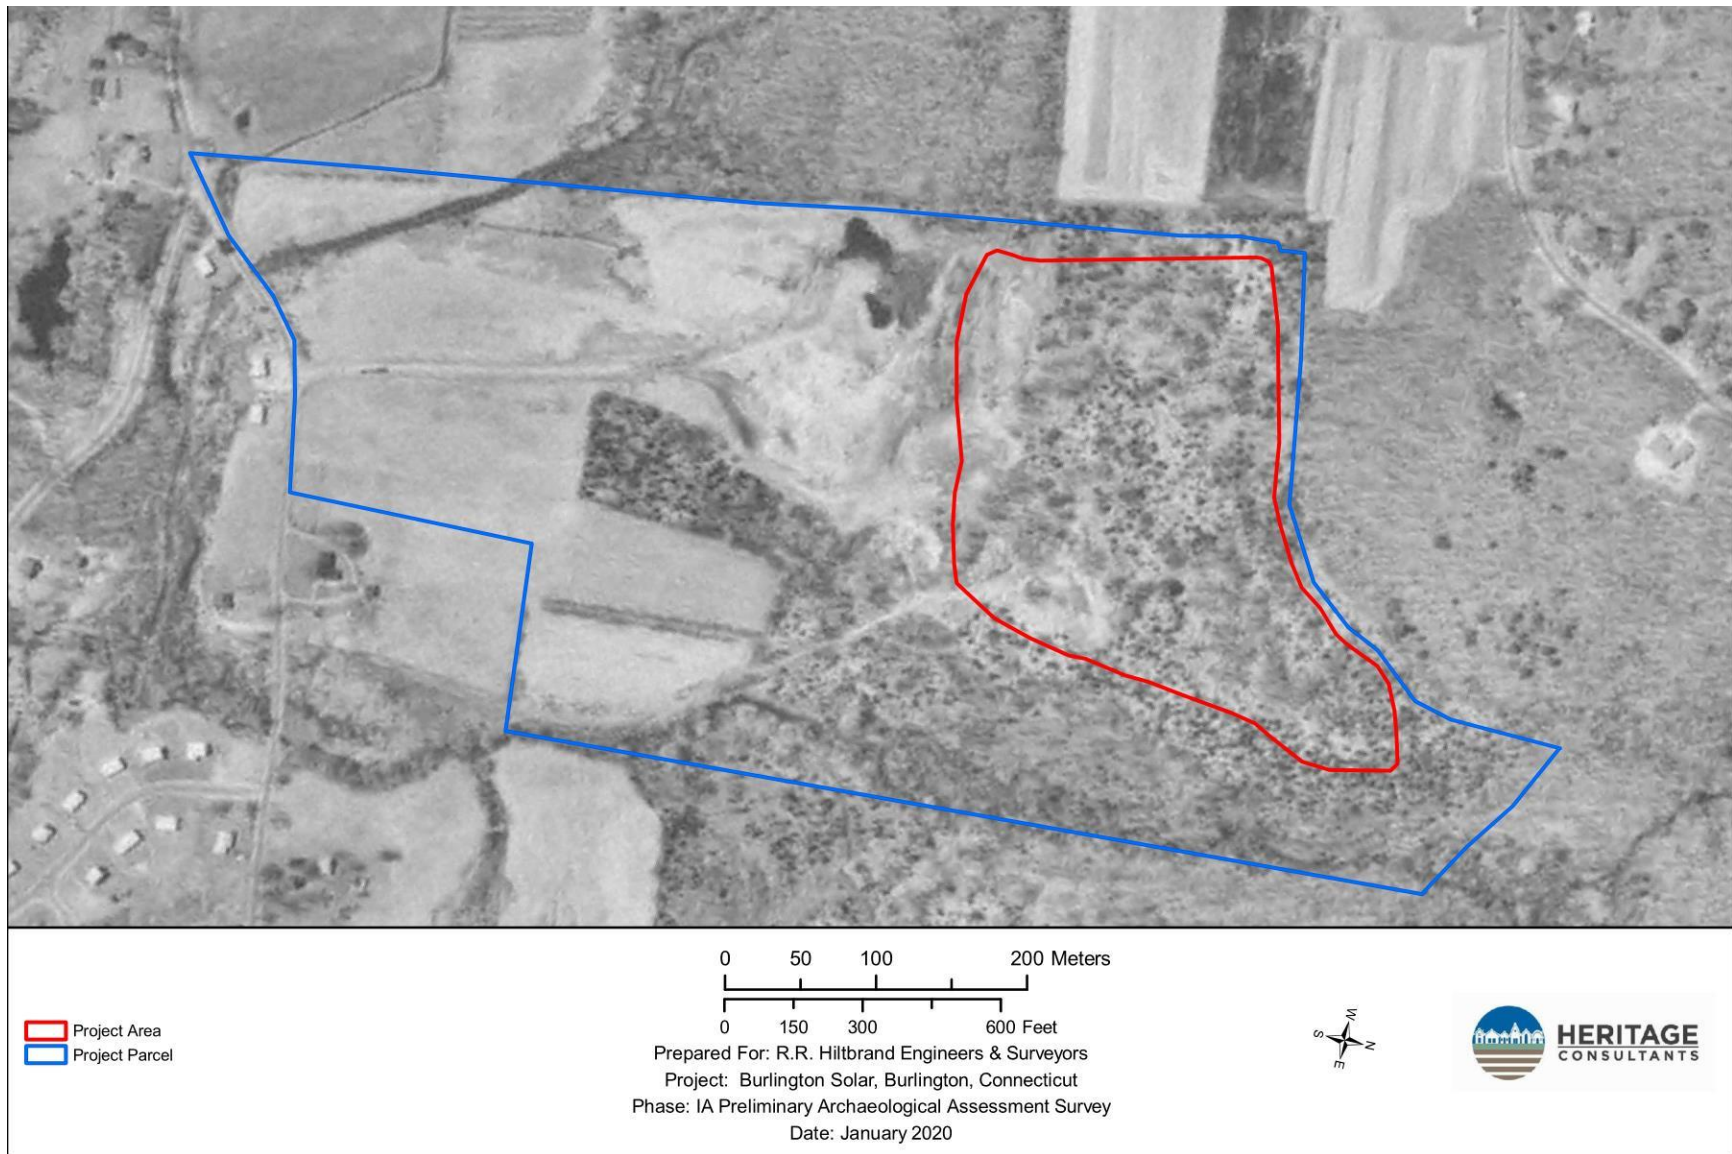 0 50 100 200 Meters
0 150 300 600 Feet
Project Area
Project Parcel
Prepared For: R.R. Hiltbrand Engineers & Surveyors
Project: Burlington Solar, Burlington, Connecticut
Phase: IA Preliminary Archaeological Assessment Survey
Date: January 2020
W
S
N
E
HERITAGE
CONSULTANTS